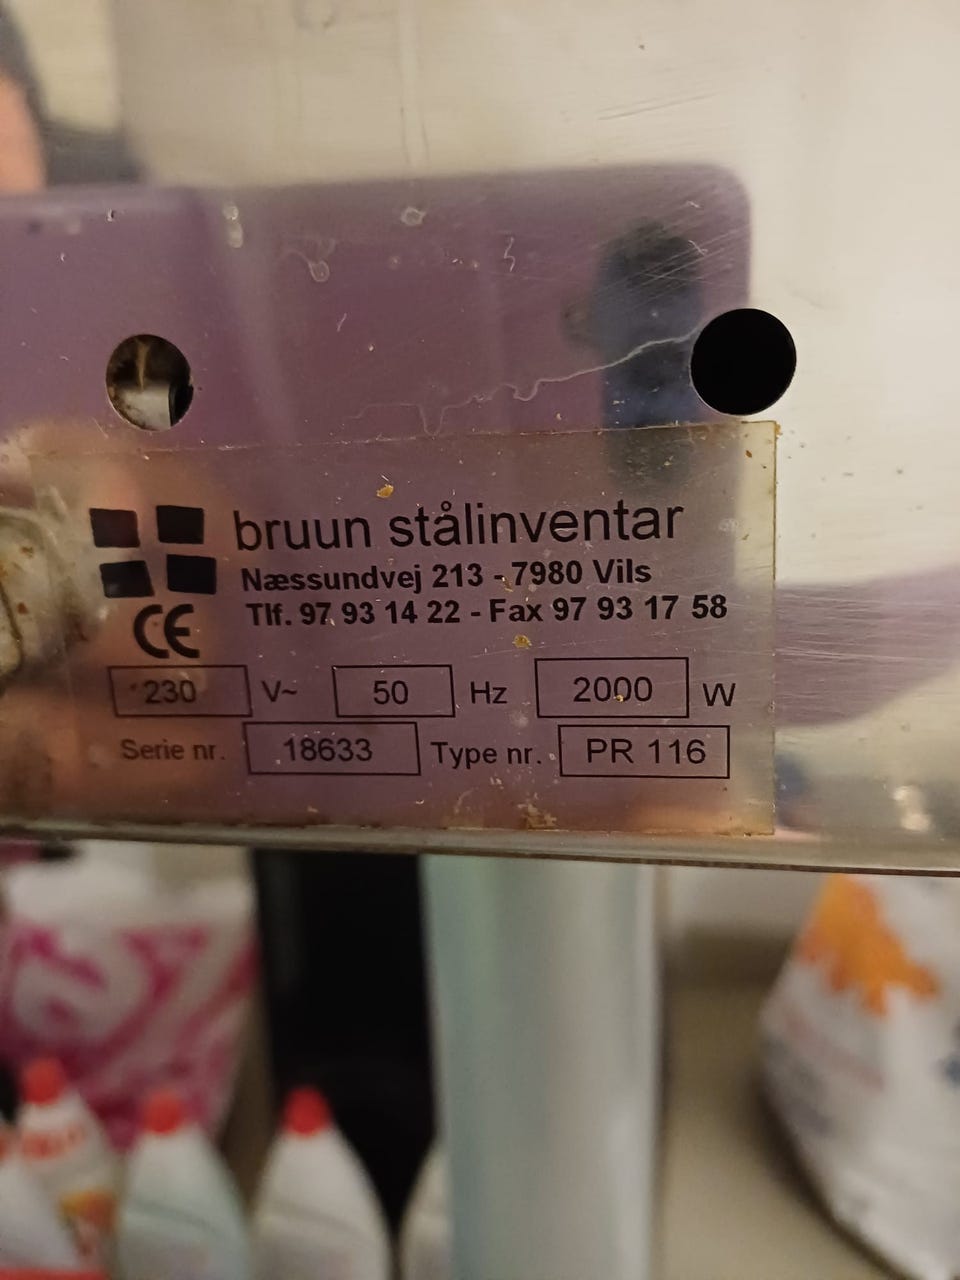 bruun stålinventar
Næssundvej 213 - 7980 Vils
Tlf. 97 93 14 22 - Fax 97 93 17 58
CE
230 V~ 50 Hz 2000 W
Serie nr. 18633 Type nr. PR 116